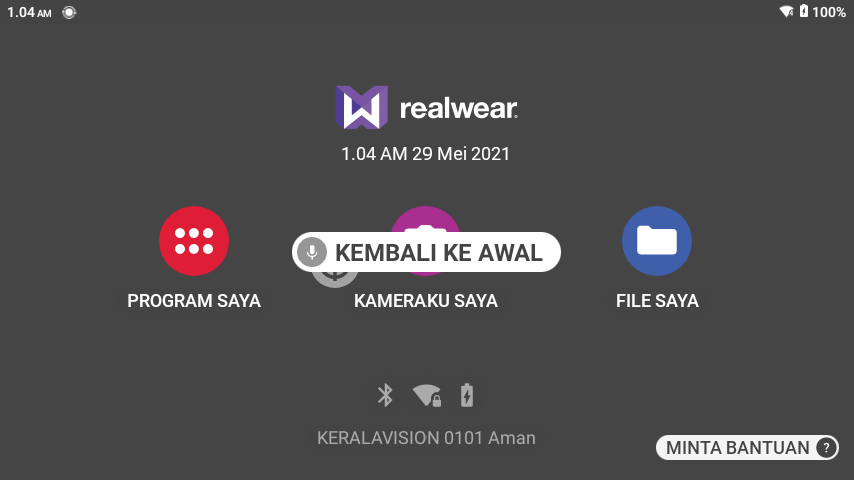 1.04 AM
100%
realwear
1.04 AM 29 Mei 2021
KEMBALI KE AWAL
PROGRAM SAYA
KAMERAKU SAYA
FILE SAYA
KERALAVISION 0101 Aman
MINTA BANTUAN ?